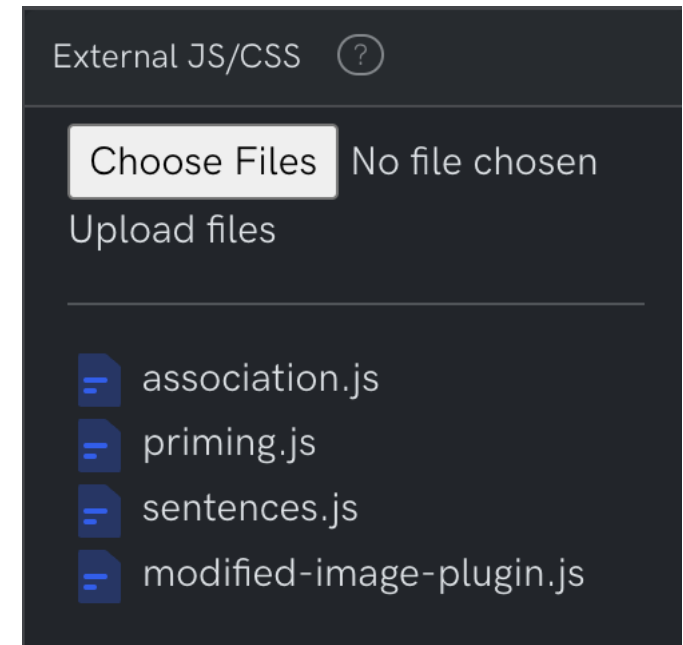 External JS/CSS ?
Choose Files No file chosen
Upload files
association.js
priming.js
sentences.js
modified-image-plugin.js